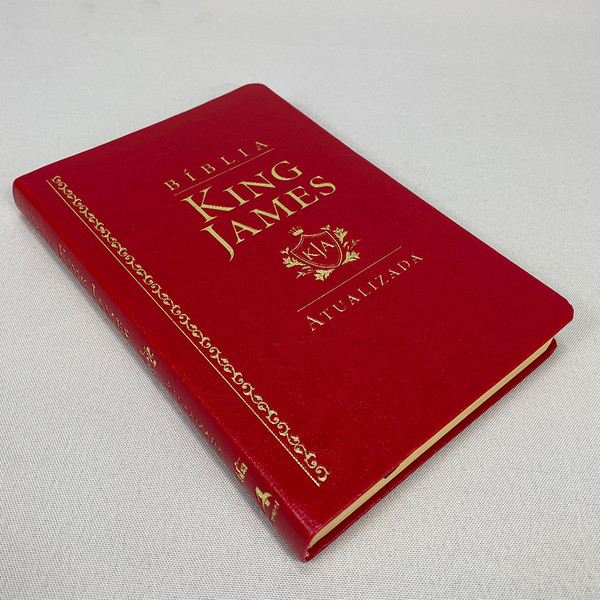 BÍBLIA
KING
JAMES
KJA
ATUALIZADA
KING JAMES
ATUALIZADA